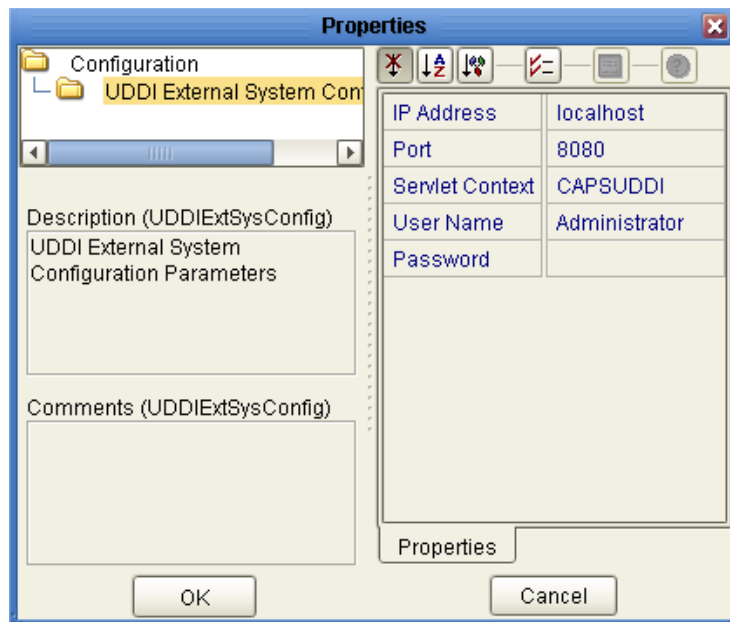 Properties
Configuration
UDDI External System Con
Description (UDDIExtSysConfig)
UDDI External System
Configuration Parameters
Comments (UDDIExtSysConfig)
IP Address localhost
Port 8080
Servlet Context CAPSUDDI
User Name Administrator
Password
Properties
OK
Cancel